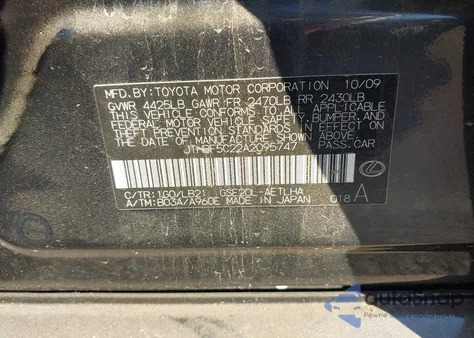 MFD. BY: TOYOTA MOTOR CORPORATION 10/09
GVWR 4425LB GAWR FR 2470LB RR 2430LB
THIS VEHICLE CONFORMS TO ALL APPLICABLE
FEDERAL MOTOR VEHICLE SAFETY, BUMPER, AND
THEFT PREVENTION STANDARDS IN EFFECT ON THE
DATE OF MANUFACTURE SHOWN ABOVE.
5C22A2095747 PASS. CAR
C/TR: 1G0/LB21 GSE20L-AETLHA
A/TM: B03A/A960E MADE IN JAPAN 018 A
autosnap